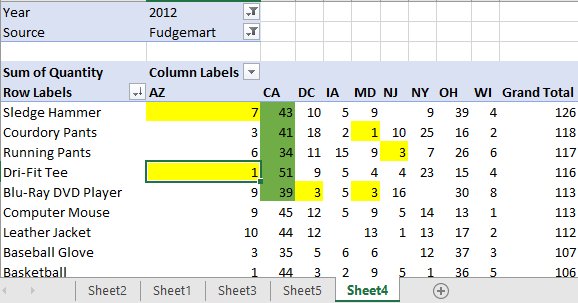 Year 2012
Source Fudgemart
Sum of Quantity Column Labels
Row Labels AZ CA DC IA MD NJ NY OH WI Grand Total
Sledge Hammer 7 43 10 5 9 9 39 4 126
Courdory Pants 3 41 18 2 1 10 25 16 2 118
Running Pants 6 34 11 15 9 3 7 26 6 117
Dri-Fit Tee 1 51 9 5 4 4 23 15 4 116
Blu-Ray DVD Player 9 39 3 5 3 16 30 8 113
Computer Mouse 9 45 12 5 9 5 14 13 1 113
Leather Jacket 10 44 12 13 1 13 17 2 112
Baseball Glove 3 35 5 6 6 12 37 3 107
Basketball 1 44 3 2 9 5 1 36 5 106
Sheet2 Sheet1 Sheet3 Sheet5 Sheet4